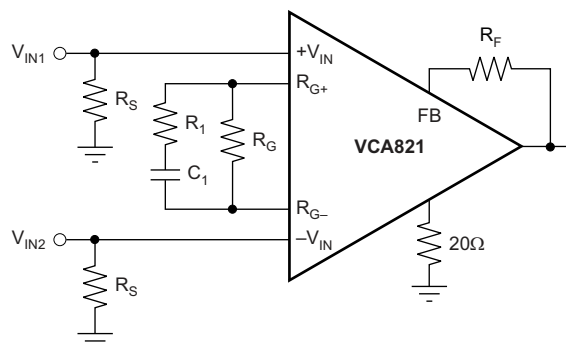 V_IN1
+V_IN
R_F
R_S
R_G+
R_1
R_G
FB
VCA821
C_1
R_G–
V_IN2
–V_IN
20Ω
R_S